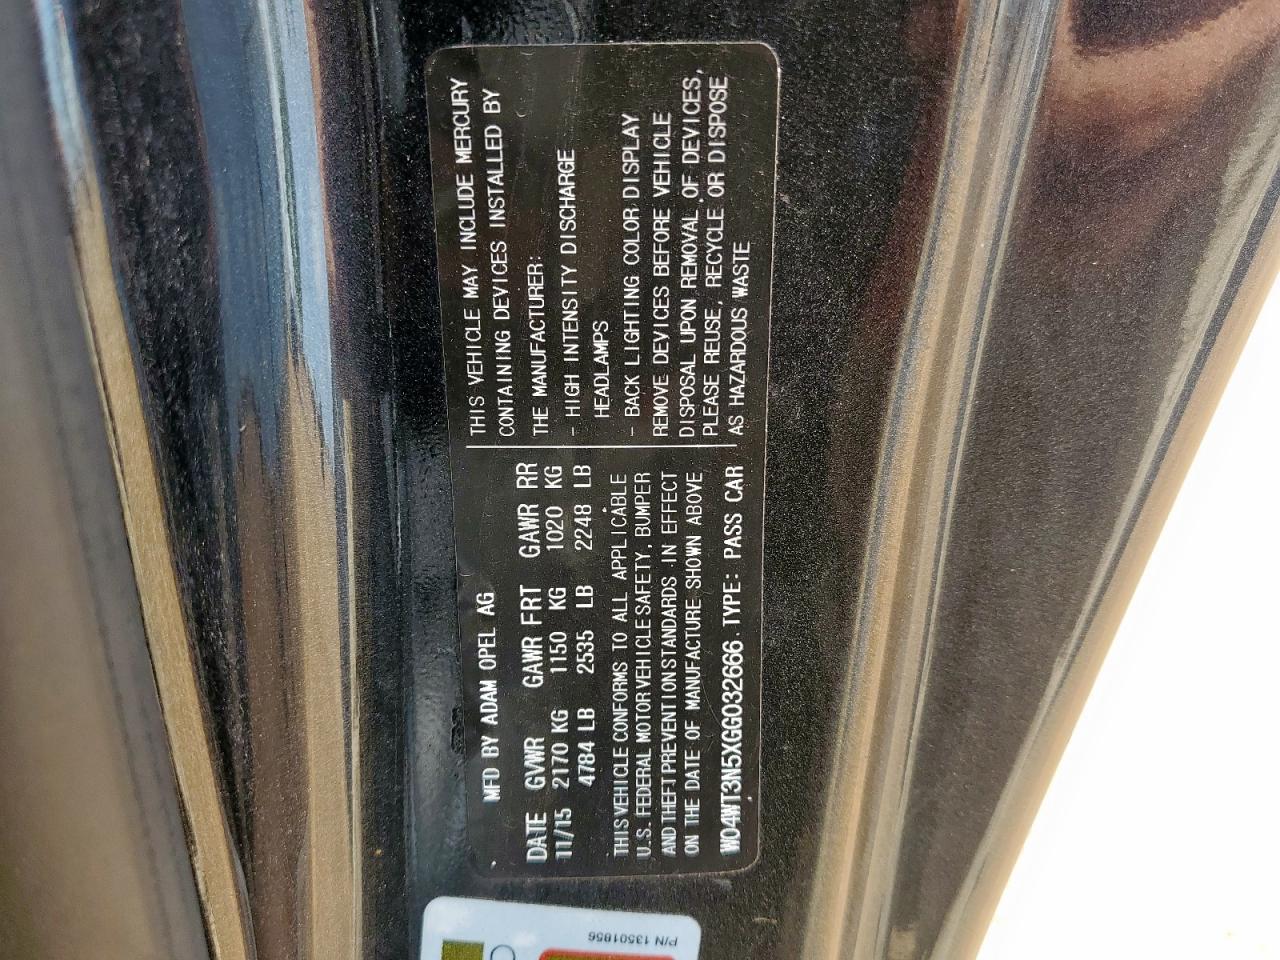 MFD BY ADAM OPEL AG
DATE GVWR GAWR FRT GAWR RR
11/15 2170 KG 1150 KG 1020 KG
4784 LB 2535 LB 2248 LB
THIS VEHICLE CONFORMS TO ALL APPLICABLE
U.S. FEDERAL MOTOR VEHICLE SAFETY, BUMPER
AND THEFT PREVENTION STANDARDS IN EFFECT
ON THE DATE OF MANUFACTURE SHOWN ABOVE
W04WT3N5XGG032666 TYPE: PASS CAR
THIS VEHICLE MAY INCLUDE MERCURY
CONTAINING DEVICES INSTALLED BY
THE MANUFACTURER:
- HIGH INTENSITY DISCHARGE
HEADLAMPS
- BACK LIGHTING COLOR DISPLAY
REMOVE DEVICES BEFORE VEHICLE
DISPOSAL UPON REMOVAL OF DEVICES,
PLEASE REUSE, RECYCLE OR DISPOSE
AS HAZARDOUS WASTE
P/N 13501856